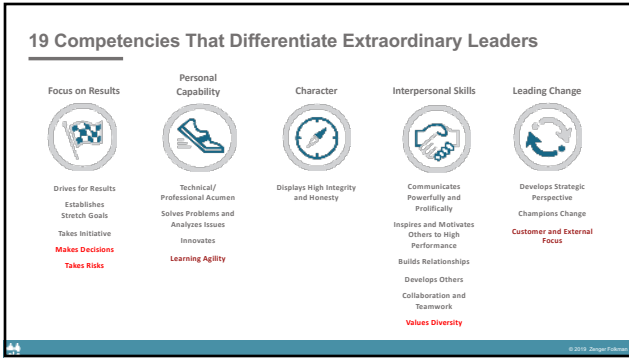 19 Competencies That Differentiate Extraordinary Leaders
Focus on Results
Drives for Results
Establishes
Stretch Goals
Takes Initiative
Makes Decisions
Takes Risks
Personal
Capability
Technical/
Professional Acumen
Solves Problems and
Analyzes Issues
Innovates
Learning Agility
Character
Displays High Integrity
and Honesty
Interpersonal Skills
Communicates
Powerfully and
Prolifically
Inspires and Motivates
Others to High
Performance
Builds Relationships
Develops Others
Collaboration and
Teamwork
Values Diversity
Leading Change
Develops Strategic
Perspective
Champions Change
Customer and External
Focus
© 2019 Zenger Folkman